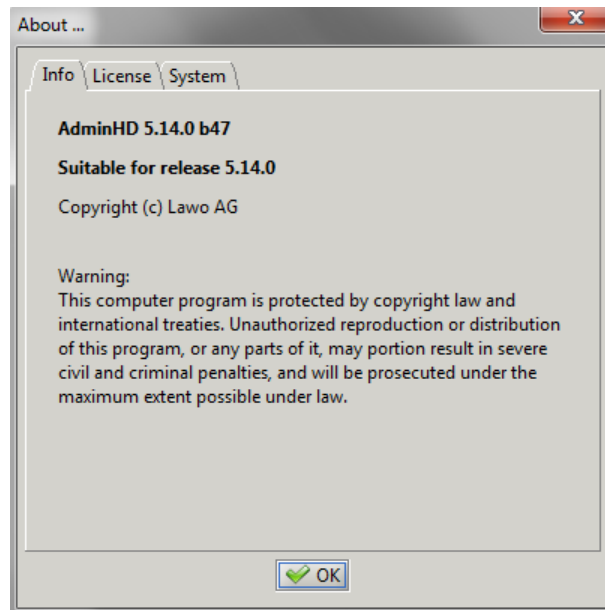 About ...
Info License System
AdminHD 5.14.0 b47
Suitable for release 5.14.0
Copyright (c) Lawo AG
Warning:
This computer program is protected by copyright law and
international treaties. Unauthorized reproduction or distribution
of this program, or any parts of it, may portion result in severe
civil and criminal penalties, and will be prosecuted under the
maximum extent possible under law.
OK